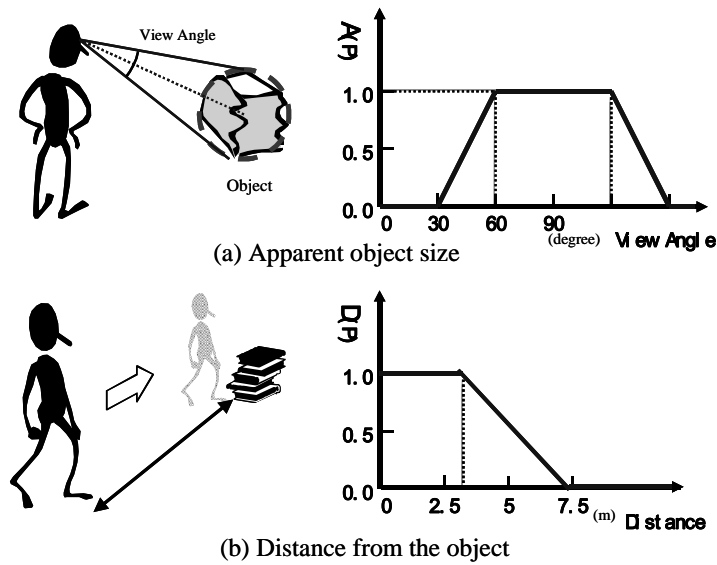 View Angle
Object
A(P)
1.0
0.5
0.0
0 30 60 90
(degree) View Angle
(a) Apparent object size
D(P)
1.0
0.5
0.0
0 2.5 5 7.5 (m) Distance
(b) Distance from the object